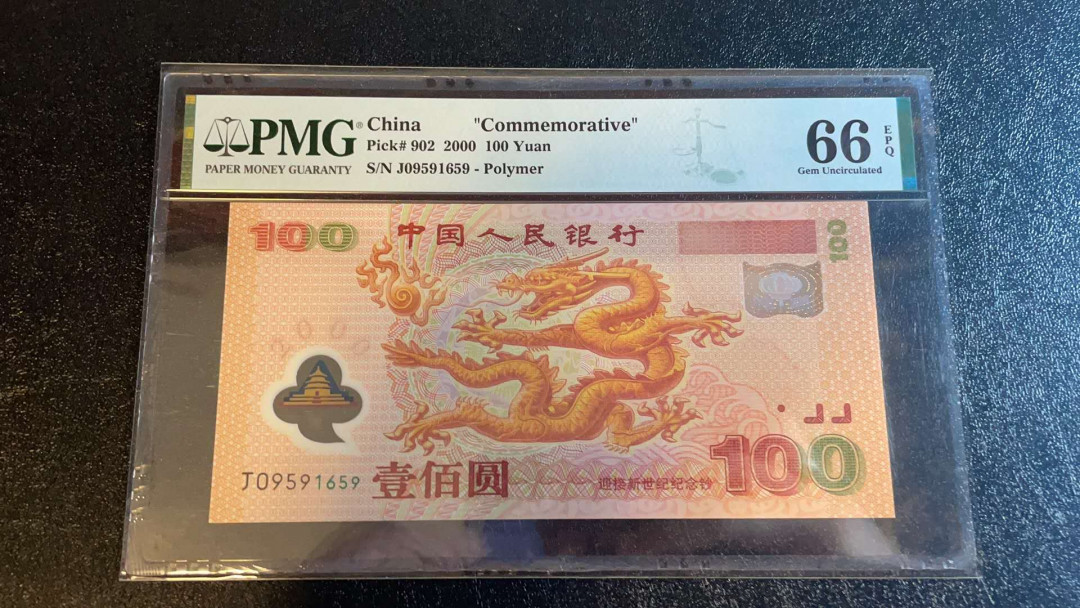 PMG®
PAPER MONEY GUARANTY
China "Commemorative"
Pick# 902 2000 100 Yuan
S/N J09591659 - Polymer
66 EPQ
Gem Uncirculated
100 中国人民银行 100
J09591659 壹佰圆 迎接新世纪纪念钞 100